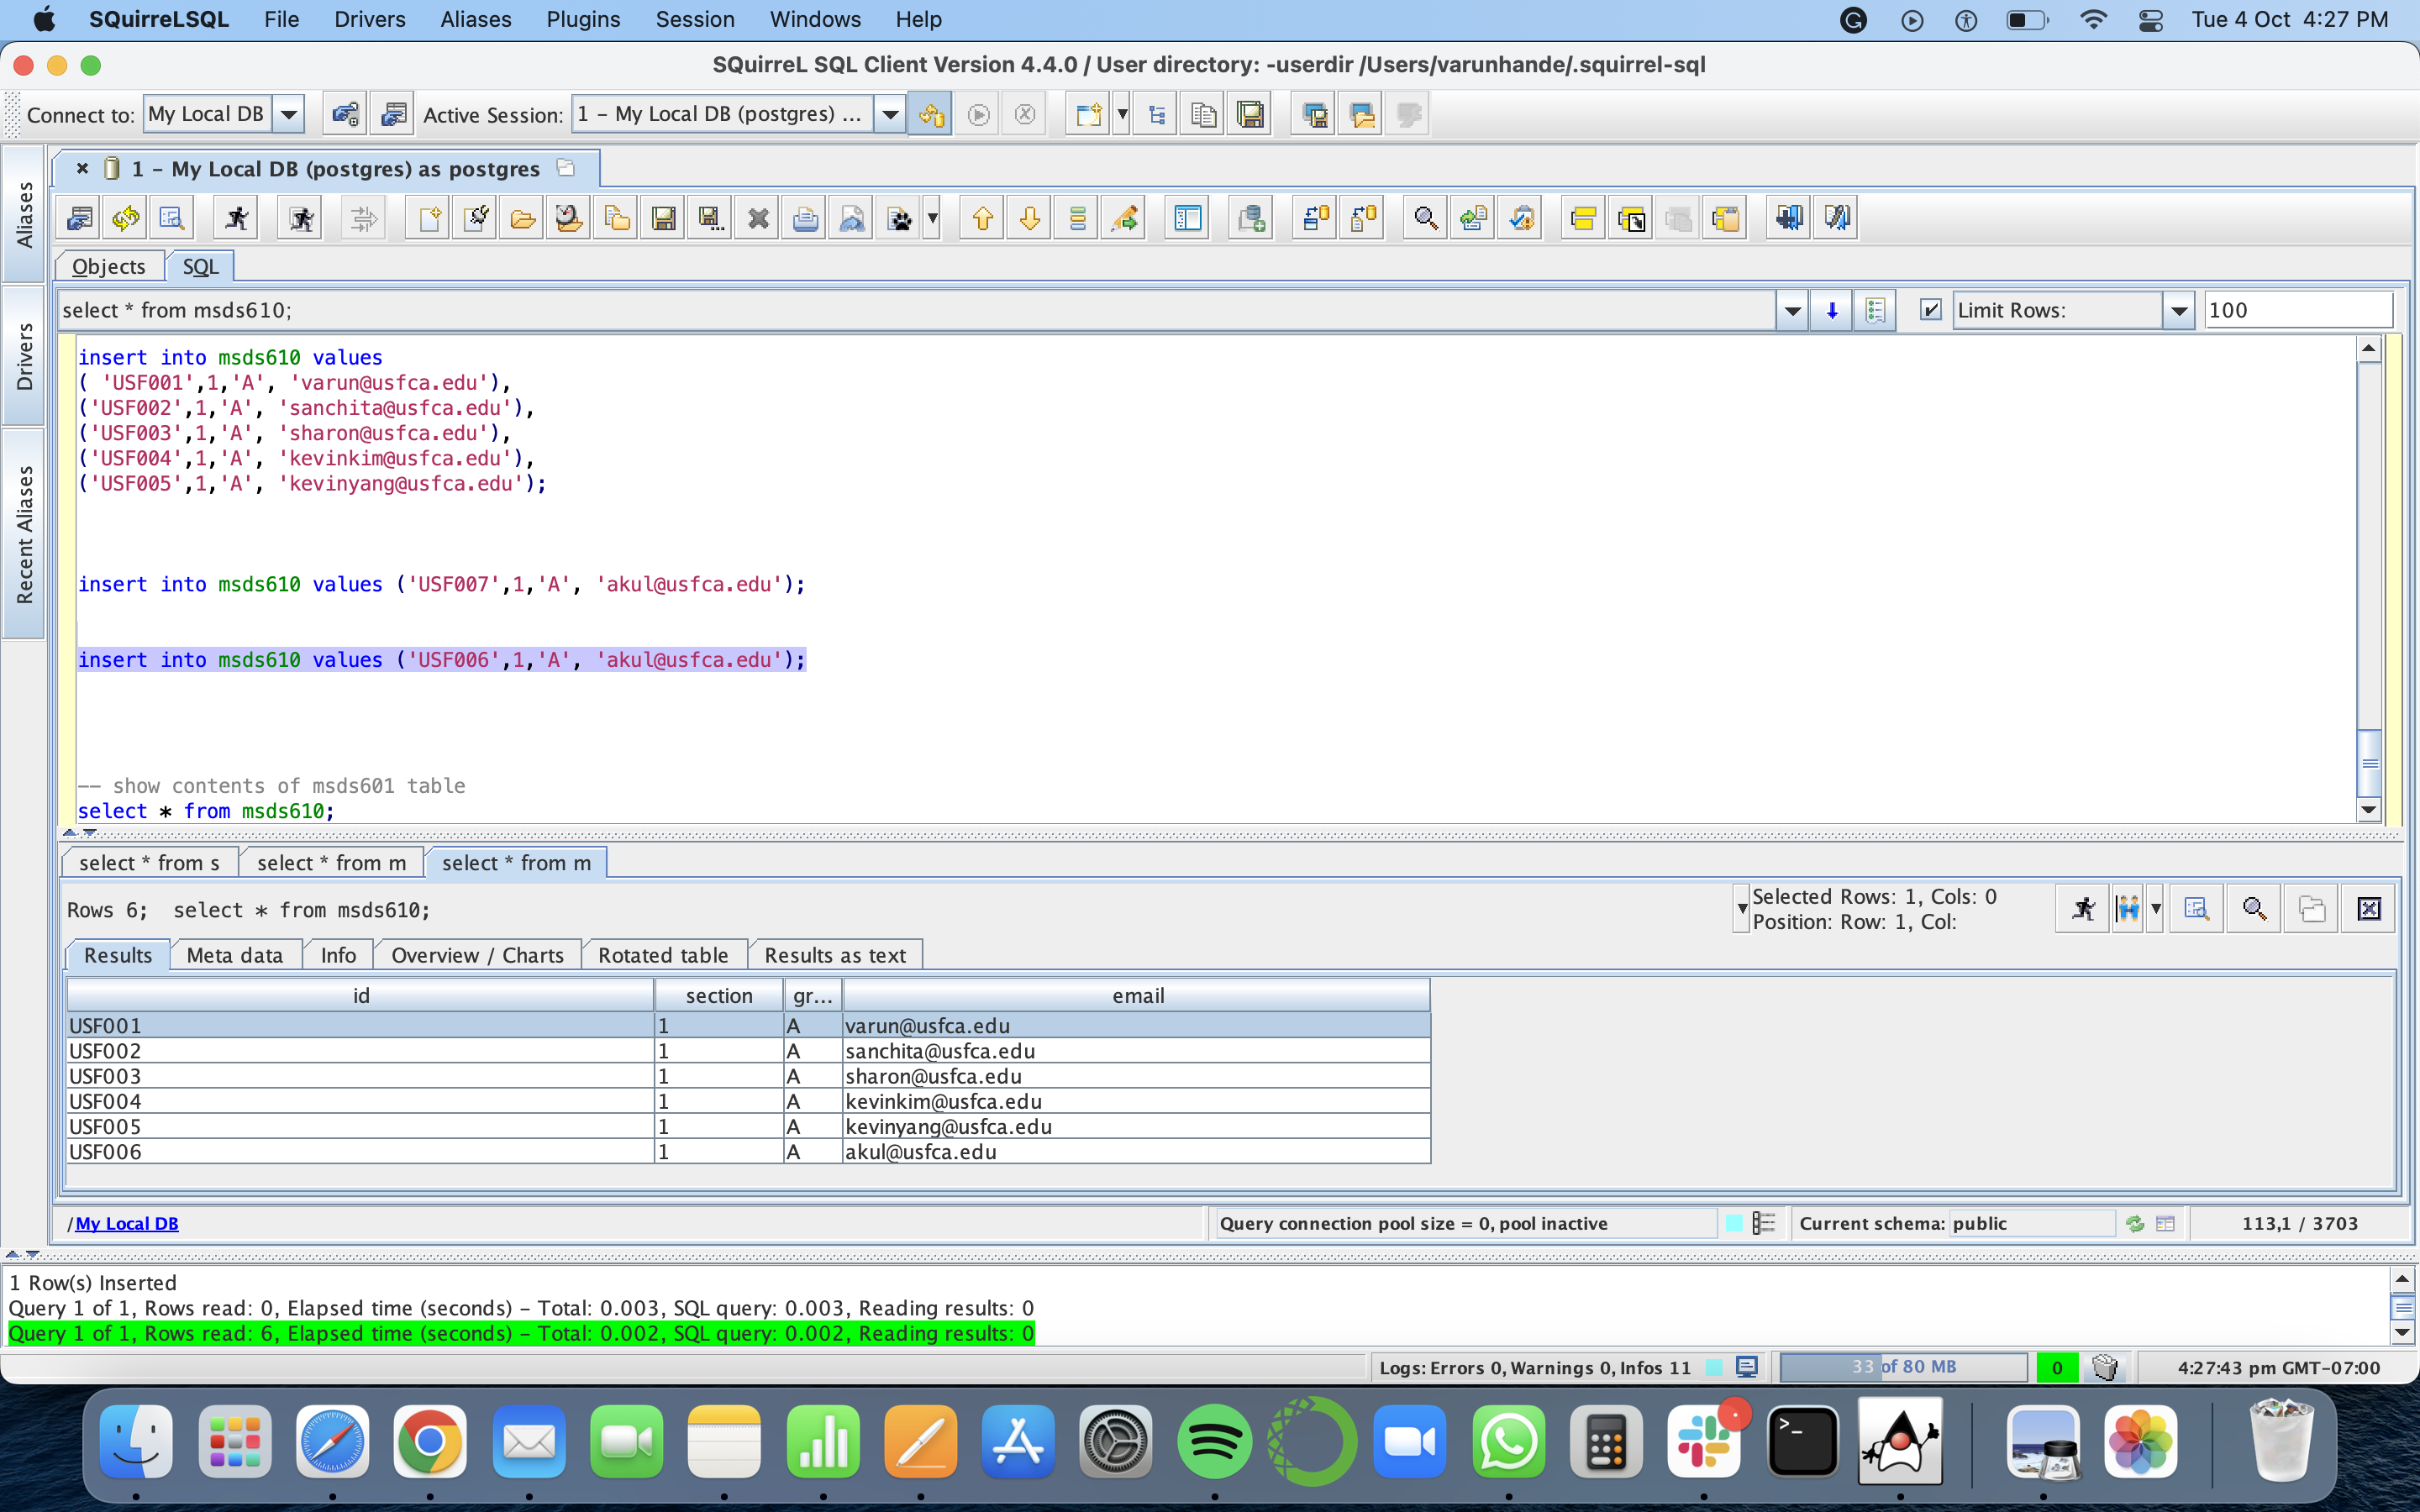 SQuirreLSQL File Drivers Aliases Plugins Session Windows Help Tue 4 Oct 4:27 PM
SQuirreL SQL Client Version 4.4.0 / User directory: -userdir /Users/varunhande/.squirrel-sql
Connect to: My Local DB Active Session: 1 – My Local DB (postgres) ...
1 – My Local DB (postgres) as postgres
Aliases
Drivers
Recent Aliases
Objects SQL
select * from msds610; Limit Rows: 100
insert into msds610 values
( 'USF001',1,'A', 'varun@usfca.edu'),
('USF002',1,'A', 'sanchita@usfca.edu'),
('USF003',1,'A', 'sharon@usfca.edu'),
('USF004',1,'A', 'kevinkim@usfca.edu'),
('USF005',1,'A', 'kevinyang@usfca.edu');
insert into msds610 values ('USF007',1,'A', 'akul@usfca.edu');
insert into msds610 values ('USF006',1,'A', 'akul@usfca.edu');
-- show contents of msds601 table
select * from msds610;
select * from s select * from m select * from m
Rows 6; select * from msds610;
Selected Rows: 1, Cols: 0
Position: Row: 1, Col:
Results Meta data Info Overview / Charts Rotated table Results as text
id section gr... email
USF001 1 A varun@usfca.edu
USF002 1 A sanchita@usfca.edu
USF003 1 A sharon@usfca.edu
USF004 1 A kevinkim@usfca.edu
USF005 1 A kevinyang@usfca.edu
USF006 1 A akul@usfca.edu
/My Local DB Query connection pool size = 0, pool inactive Current schema: public 113,1 / 3703
1 Row(s) Inserted
Query 1 of 1, Rows read: 0, Elapsed time (seconds) – Total: 0.003, SQL query: 0.003, Reading results: 0
Query 1 of 1, Rows read: 6, Elapsed time (seconds) – Total: 0.002, SQL query: 0.002, Reading results: 0
Logs: Errors 0, Warnings 0, Infos 11 33 of 80 MB 0 4:27:43 pm GMT-07:00